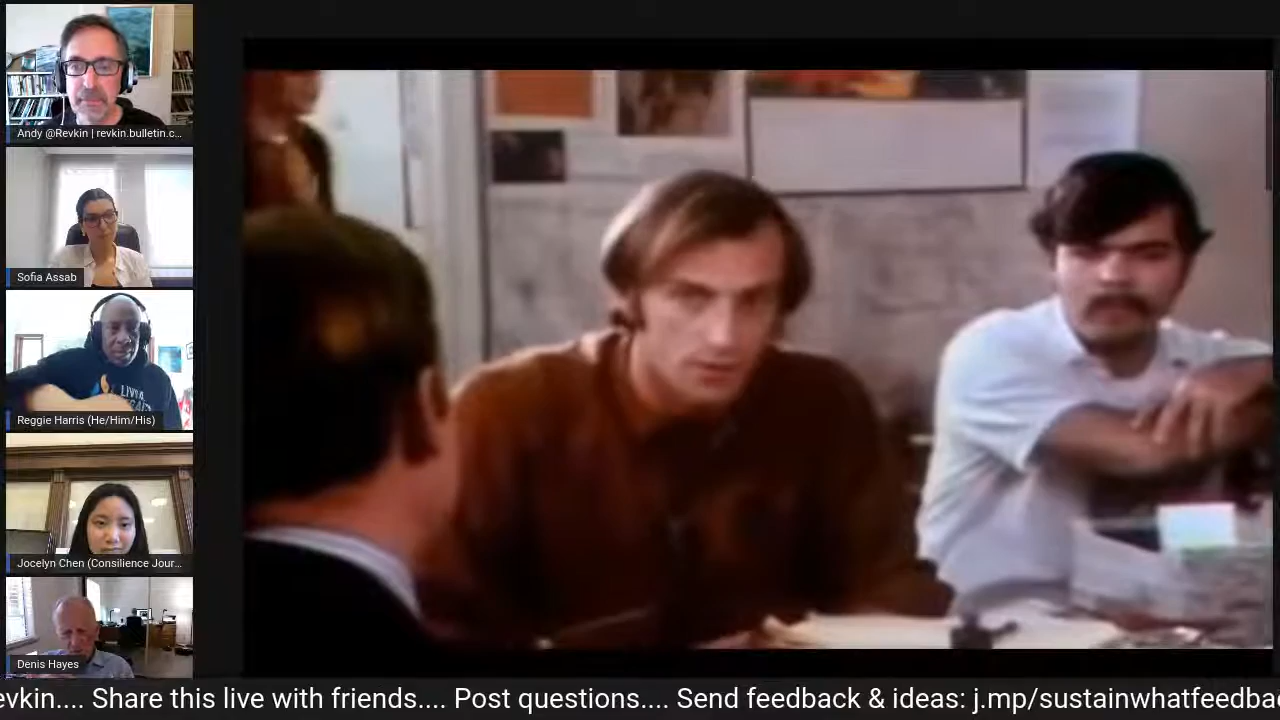 Andy @Revkin | revkin.bulletin.c...
Sofia Assab
Reggie Harris (He/Him/His)
Jocelyn Chen (Consilience Jour...
Denis Hayes
evkin.... Share this live with friends.... Post questions.... Send feedback & ideas: j.mp/sustainwhatfeedba